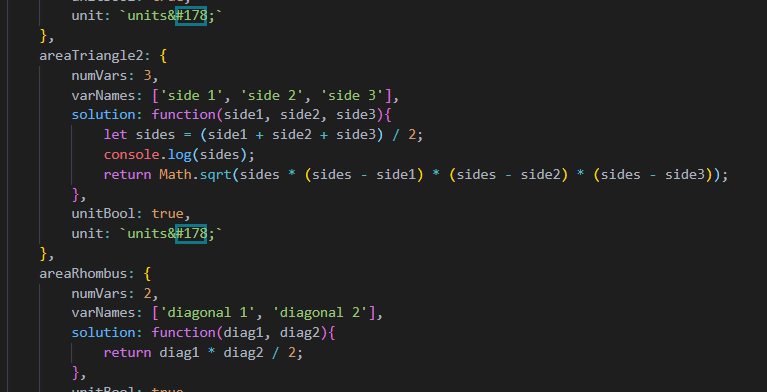 unit: `units&#178;`
},
areaTriangle2: {
numVars: 3,
varNames: ['side 1', 'side 2', 'side 3'],
solution: function(side1, side2, side3){
let sides = (side1 + side2 + side3) / 2;
console.log(sides);
return Math.sqrt(sides * (sides - side1) * (sides - side2) * (sides - side3));
},
unitBool: true,
unit: `units&#178;`
},
areaRhombus: {
numVars: 2,
varNames: ['diagonal 1', 'diagonal 2'],
solution: function(diag1, diag2){
return diag1 * diag2 / 2;
},
unitBool: true